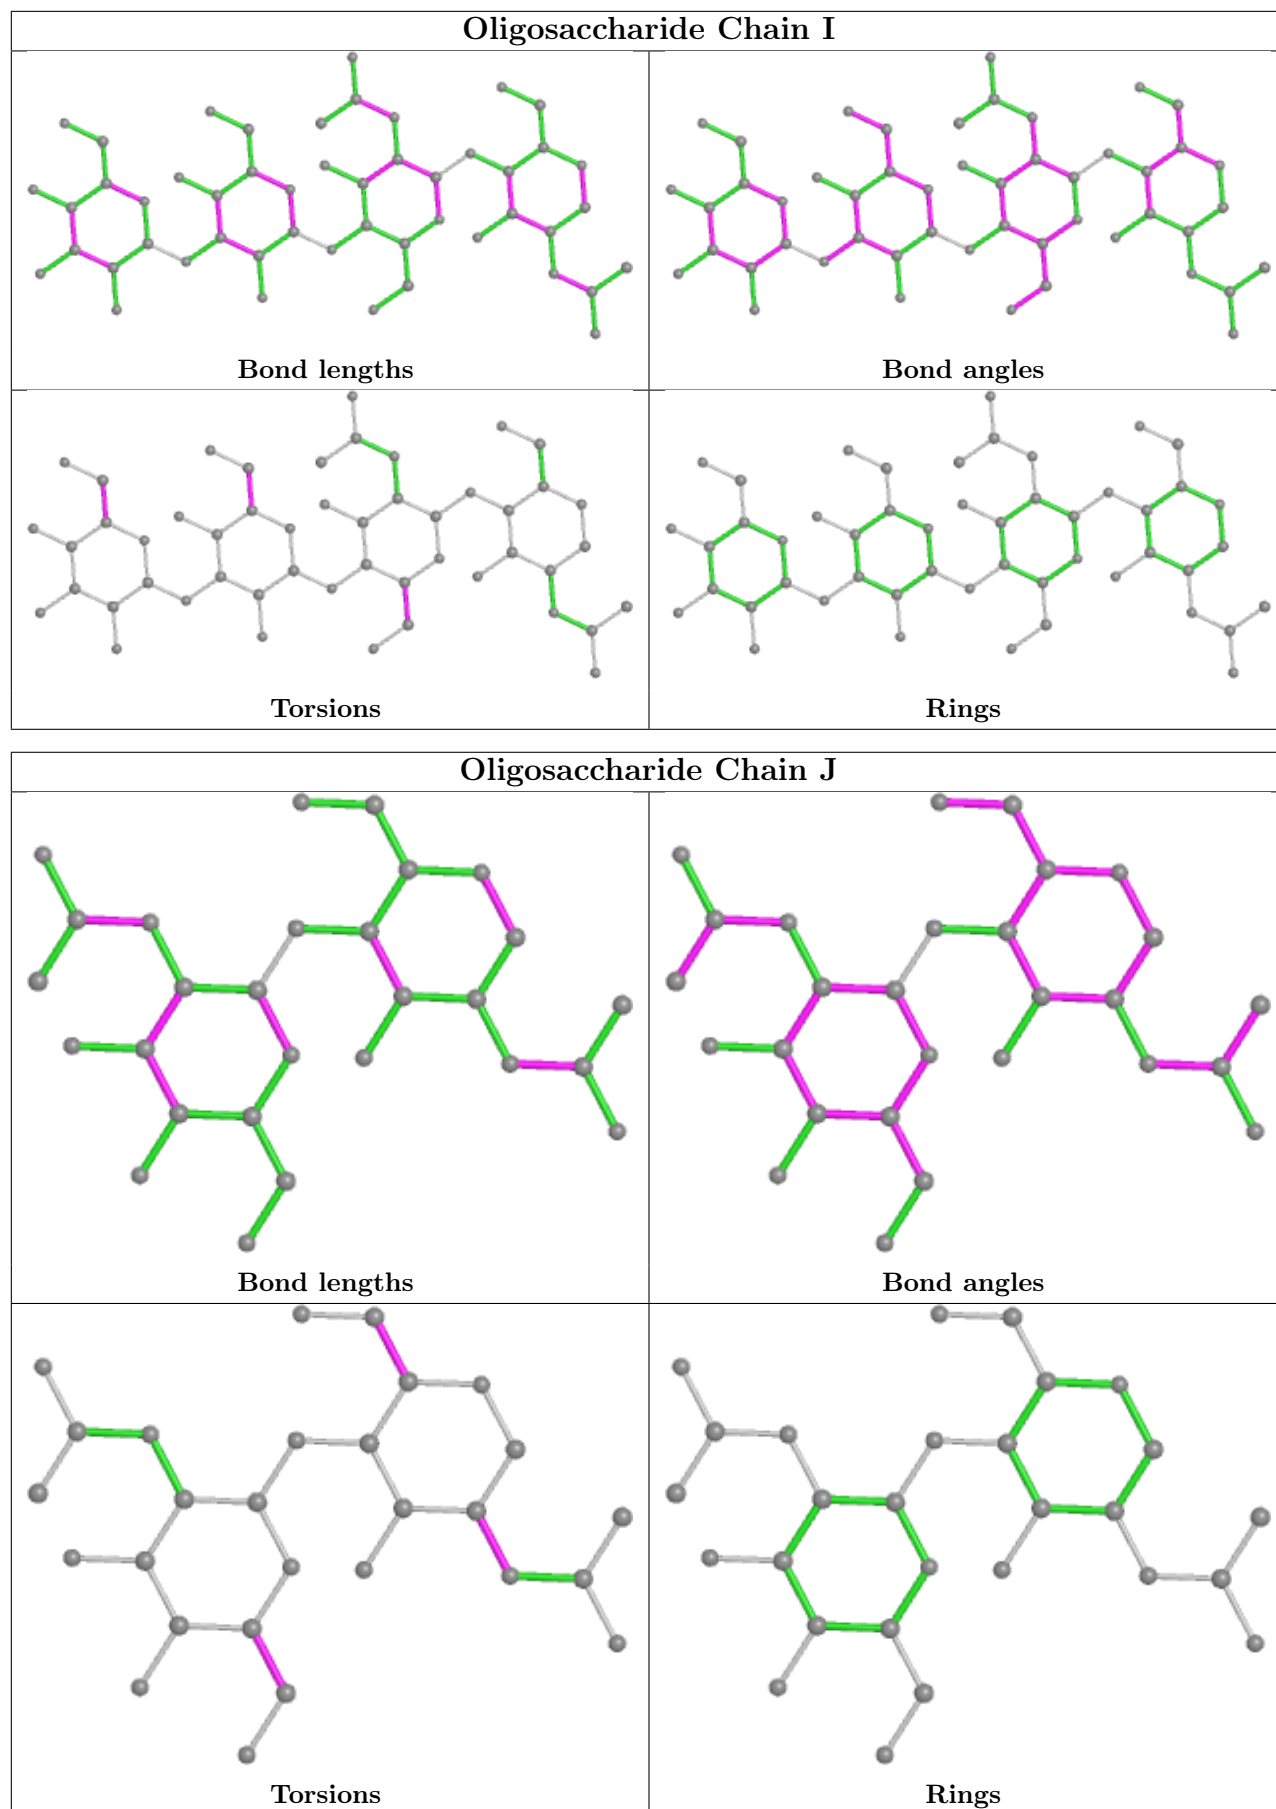 Oligosaccharide Chain I
Bond lengths
Bond angles
Torsions
Rings
Oligosaccharide Chain J
Bond lengths
Bond angles
Torsions
Rings